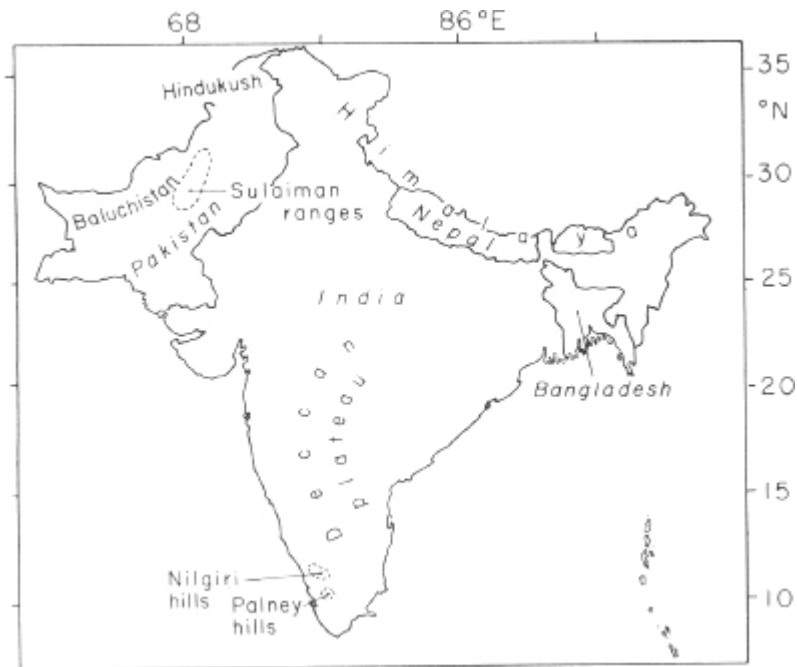 68
86°E
35
°N
Hindukush
Himalaya
30
Baluchistan
Sulaiman
ranges
Pakistan
Nepal
25
India
20
Bangladesh
Deccan
plateau
15
Nilgiri
hills
Palney
hills
10